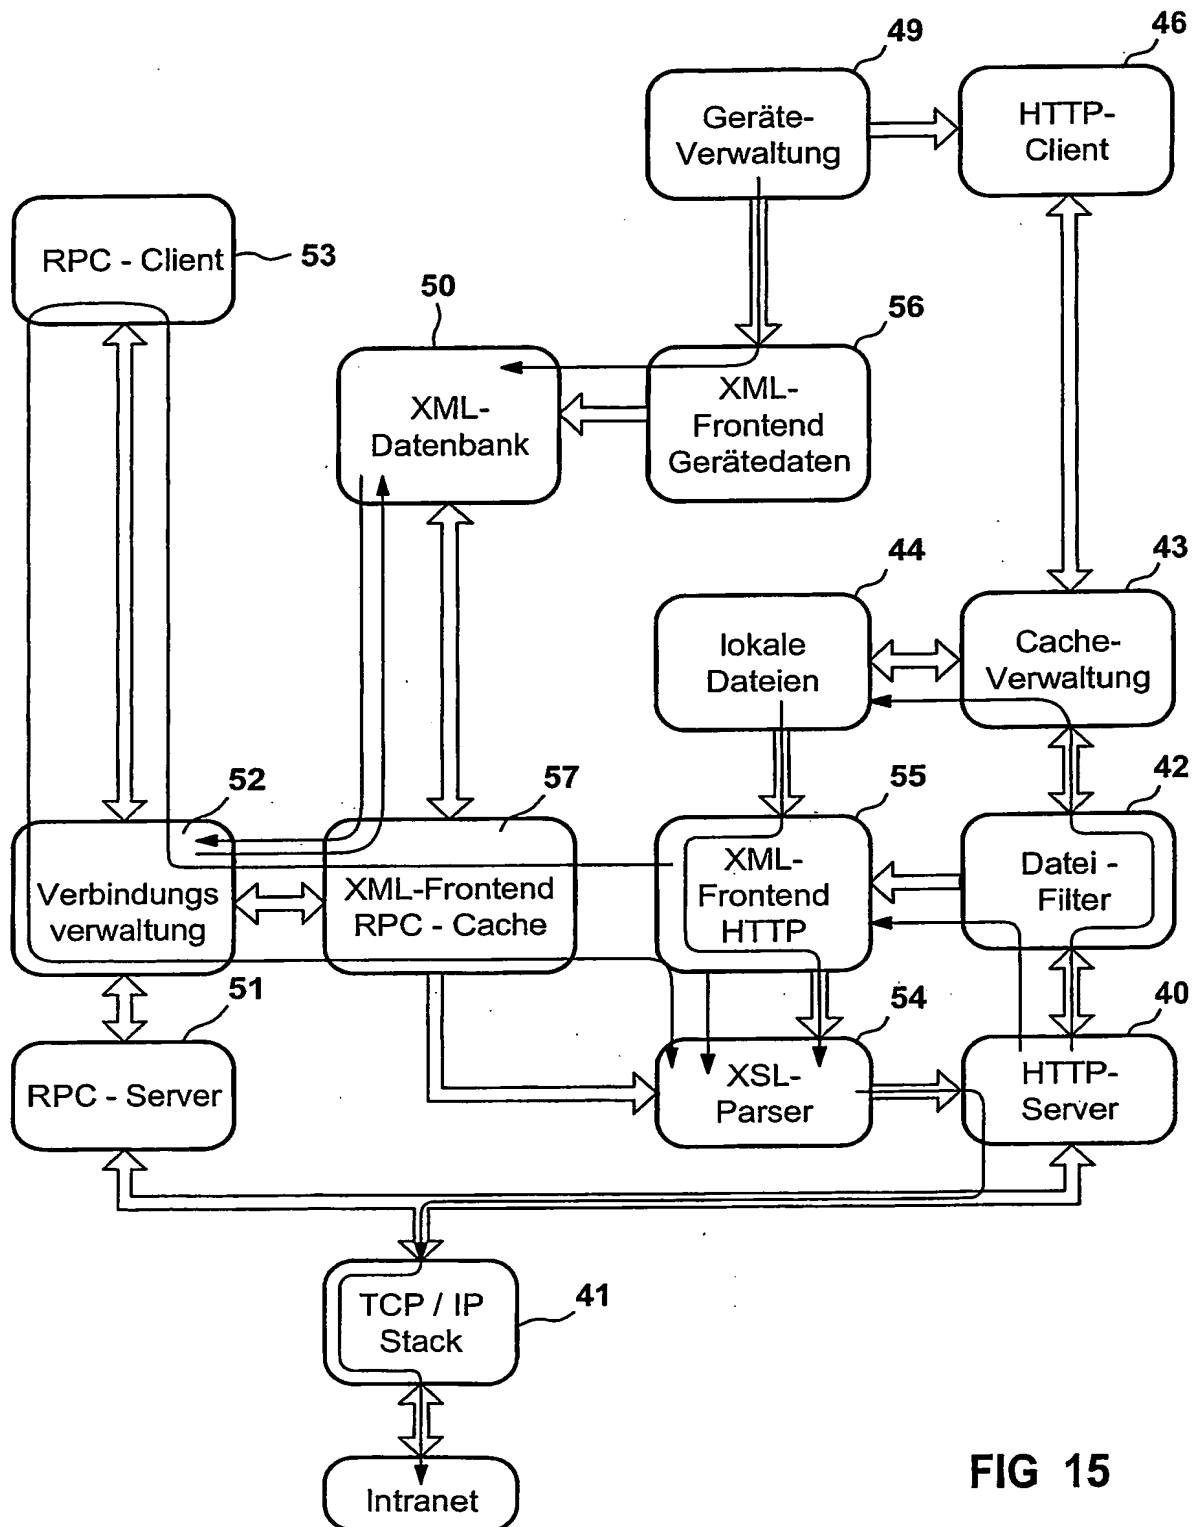 49
46
Geräte-
Verwaltung
HTTP-
Client
RPC - Client
53
50
56
XML-
Datenbank
XML-
Frontend
Gerätedaten
44
43
lokale
Dateien
Cache-
Verwaltung
52
57
55
42
Verbindungs
verwaltung
XML-Frontend
RPC - Cache
XML-
Frontend
HTTP
Datei -
Filter
51
54
40
RPC - Server
XSL-
Parser
HTTP-
Server
TCP / IP
Stack
41
Intranet
FIG 15